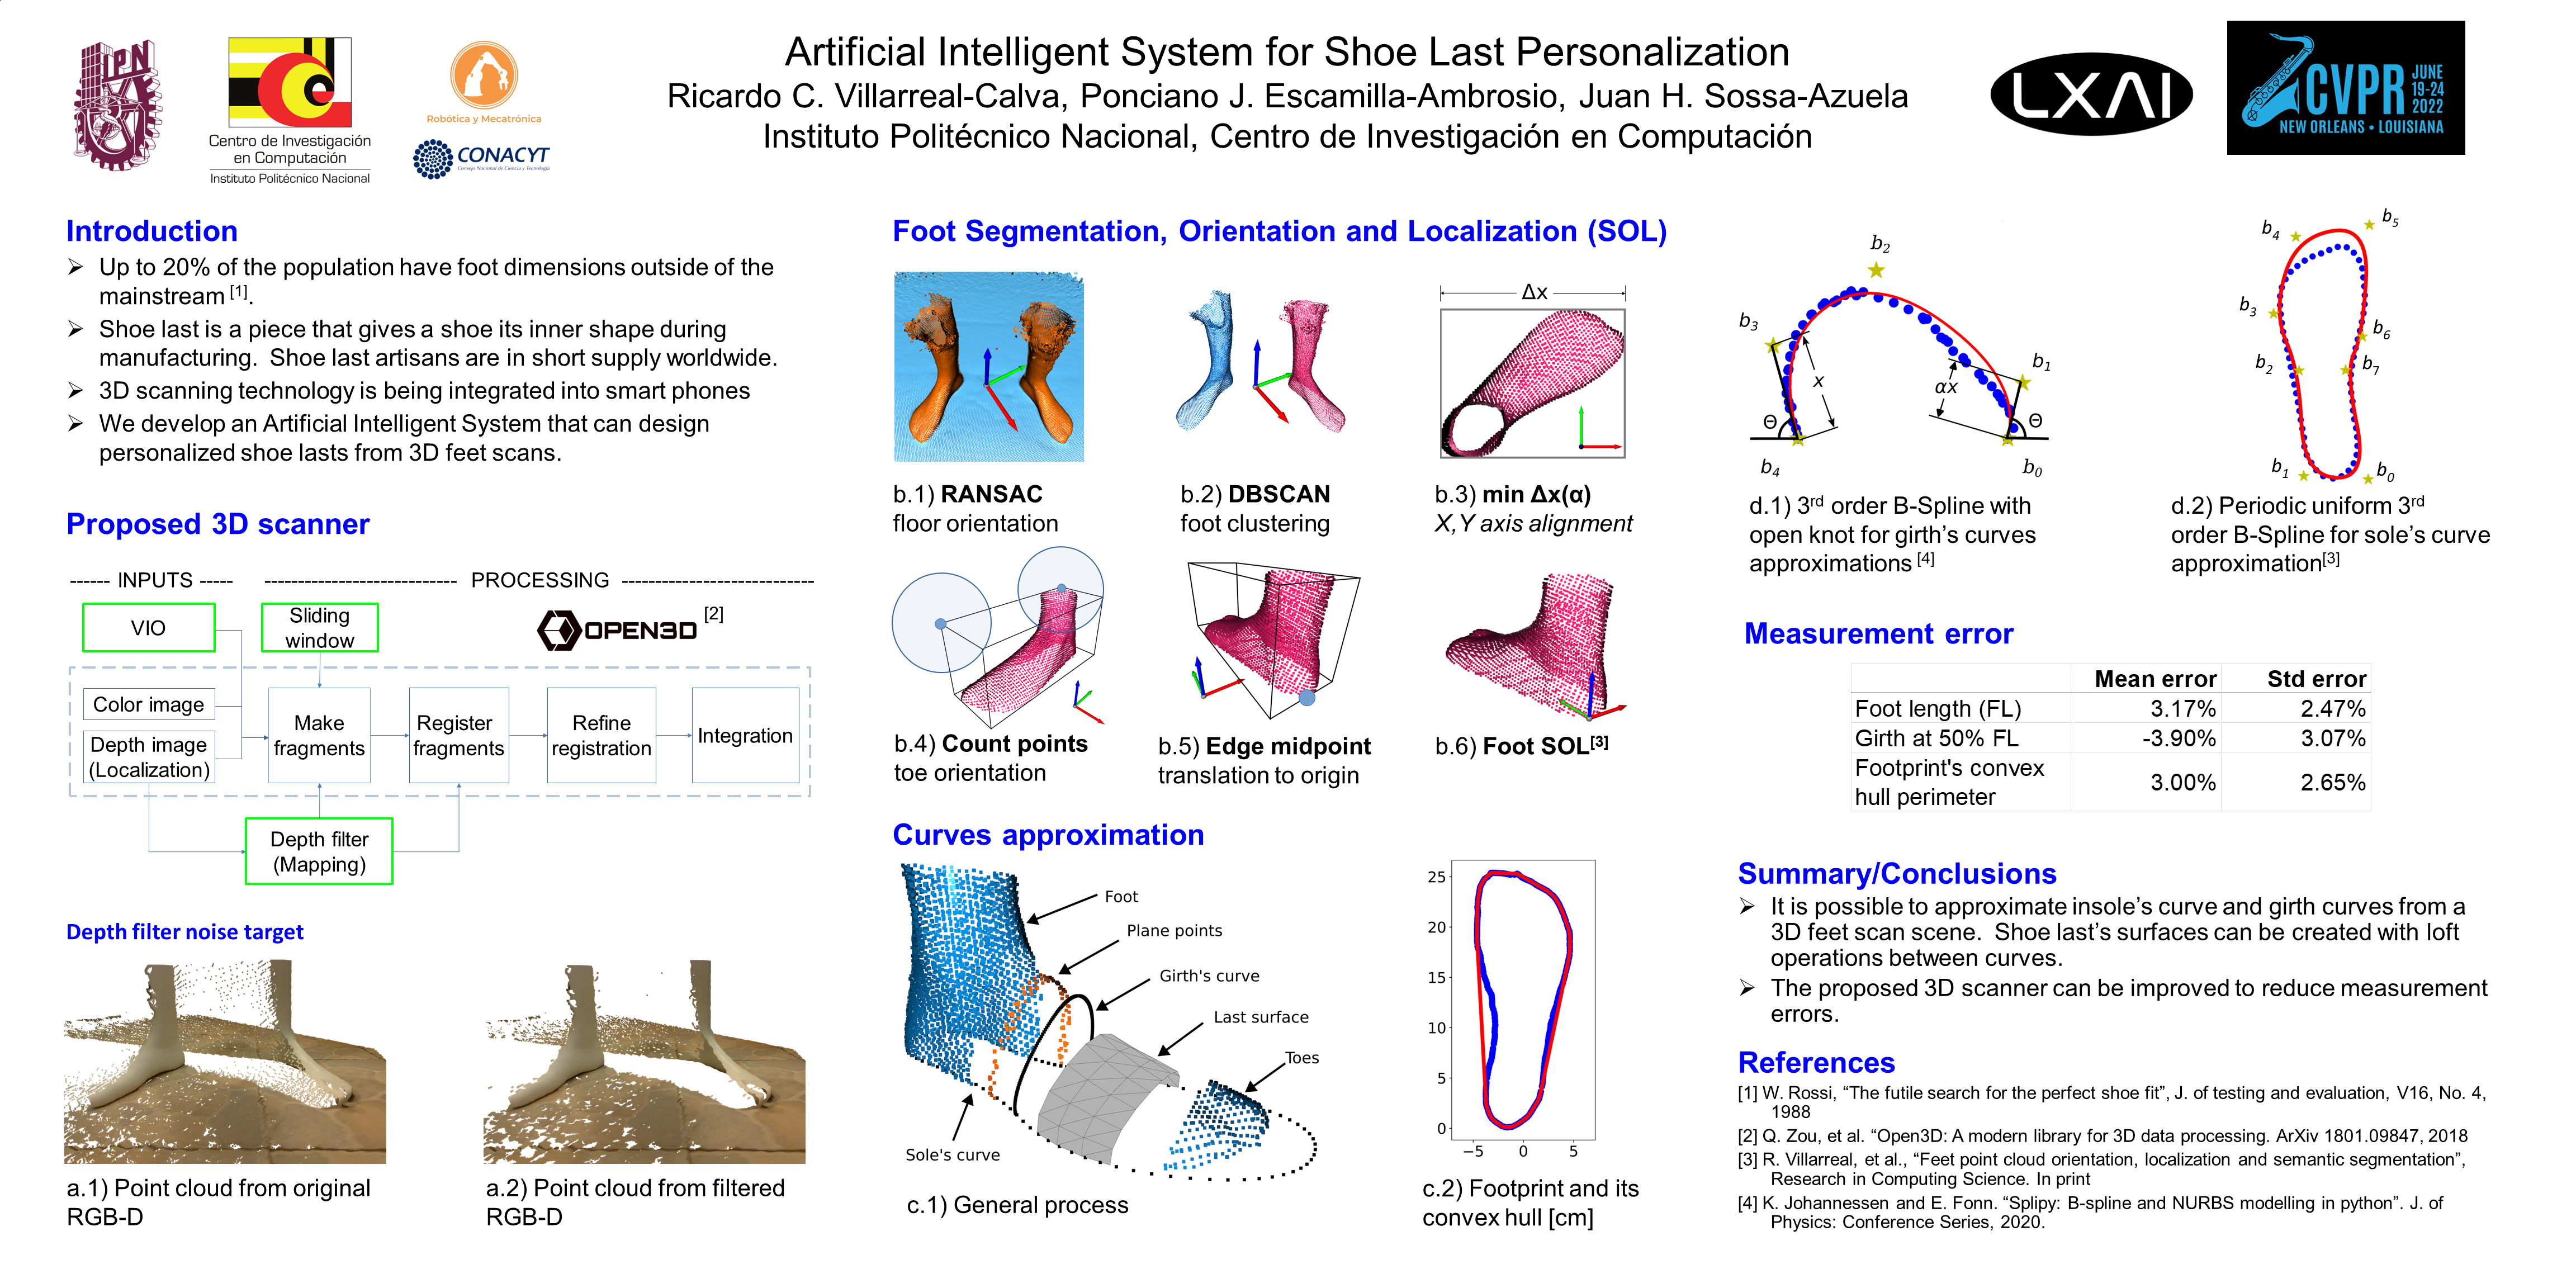 IPN
Centro de Investigación
en Computación
Instituto Politécnico Nacional
Robótica y Mecatrónica
CONACYT
Consejo Nacional de Ciencia y Tecnología
Artificial Intelligent System for Shoe Last Personalization
Ricardo C. Villarreal-Calva, Ponciano J. Escamilla-Ambrosio, Juan H. Sossa-Azuela
Instituto Politécnico Nacional, Centro de Investigación en Computación
LXAI
CVPR
JUNE
19-24
2022
NEW ORLEANS • LOUISIANA
Introduction
➢ Up to 20% of the population have foot dimensions outside of the
mainstream [1].
➢ Shoe last is a piece that gives a shoe its inner shape during
manufacturing. Shoe last artisans are in short supply worldwide.
➢ 3D scanning technology is being integrated into smart phones
➢ We develop an Artificial Intelligent System that can design
personalized shoe lasts from 3D feet scans.
Proposed 3D scanner
------ INPUTS -----
---------------------------- PROCESSING ----------------------------
VIO
Sliding
window
OPEN3D [2]
Color image
Depth image
(Localization)
Make
fragments
Register
fragments
Refine
registration
Integration
Depth filter
(Mapping)
Depth filter noise target
a.1) Point cloud from original
RGB-D
a.2) Point cloud from filtered
RGB-D
Foot Segmentation, Orientation and Localization (SOL)
Δx
b.1) RANSAC
floor orientation
b.2) DBSCAN
foot clustering
b.3) min Δx(α)
X,Y axis alignment
b.4) Count points
toe orientation
b.5) Edge midpoint
translation to origin
b.6) Foot SOL[3]
Curves approximation
Foot
Plane points
Girth's curve
Last surface
Toes
Sole's curve
c.1) General process
25
20
15
10
5
0
−5 0 5
c.2) Footprint and its
convex hull [cm]
b2
b3
b1
x
αx
Θ
Θ
b4
b0
d.1) 3rd order B-Spline with
open knot for girth’s curves
approximations [4]
b4
b5
b3
b6
b2
b7
b1
b0
d.2) Periodic uniform 3rd
order B-Spline for sole’s curve
approximation[3]
Measurement error
Mean error Std error
Foot length (FL) 3.17% 2.47%
Girth at 50% FL -3.90% 3.07%
Footprint's convex
hull perimeter 3.00% 2.65%
Summary/Conclusions
➢ It is possible to approximate insole’s curve and girth curves from a
3D feet scan scene. Shoe last’s surfaces can be created with loft
operations between curves.
➢ The proposed 3D scanner can be improved to reduce measurement
errors.
References
[1] W. Rossi, “The futile search for the perfect shoe fit”, J. of testing and evaluation, V16, No. 4,
1988
[2] Q. Zou, et al. “Open3D: A modern library for 3D data processing. ArXiv 1801.09847, 2018
[3] R. Villarreal, et al., “Feet point cloud orientation, localization and semantic segmentation”,
Research in Computing Science. In print
[4] K. Johannessen and E. Fonn. “Splipy: B-spline and NURBS modelling in python”. J. of
Physics: Conference Series, 2020.